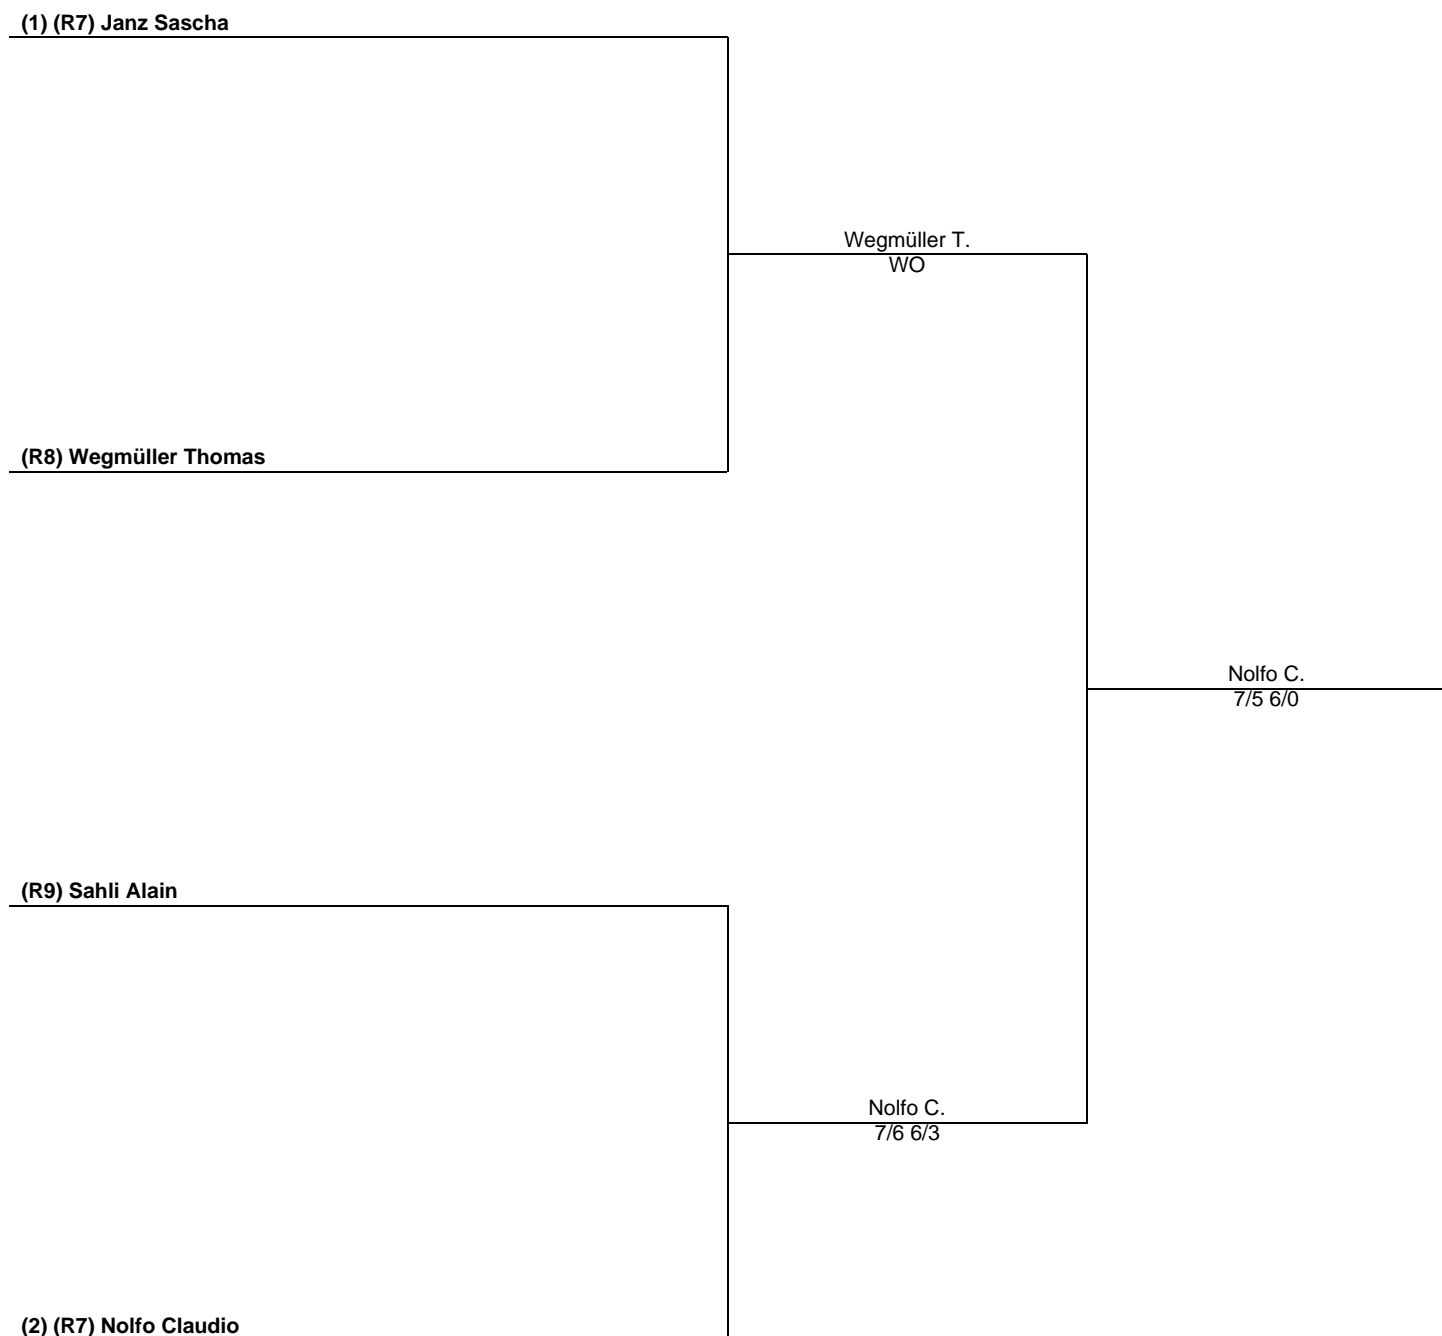 (1) (R7) Janz Sascha
Wegmüller T.
WO
(R8) Wegmüller Thomas
Nolfo C.
7/5 6/0
(R9) Sahli Alain
Nolfo C.
7/6 6/3
(2) (R7) Nolfo Claudio